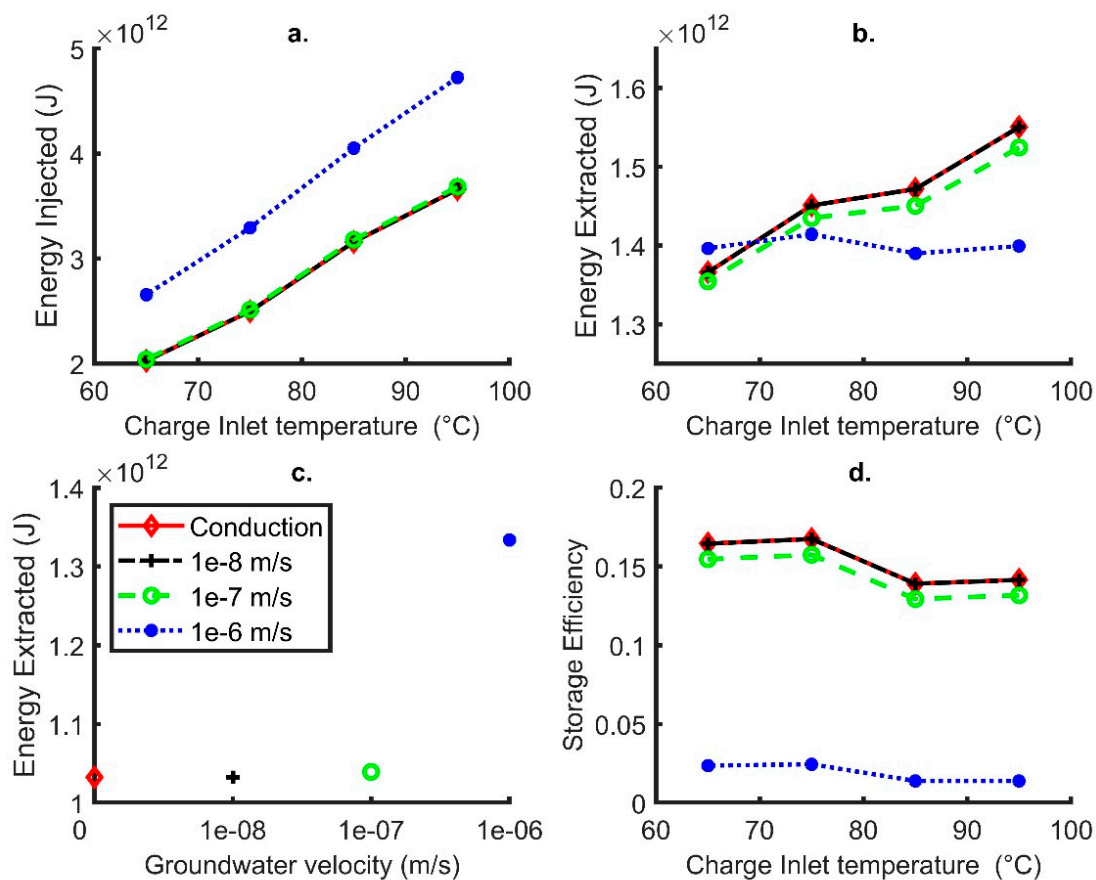 a.
×10¹²
Energy Injected (J)
5
4
3
2
60 70 80 90 100
Charge Inlet temperature (°C)
b.
×10¹²
Energy Extracted (J)
1.6
1.5
1.4
1.3
60 70 80 90 100
Charge Inlet temperature (°C)
c.
×10¹²
Energy Extracted (J)
1.4
1.3
1.2
1.1
1
0 1e-08 1e-07 1e-06
Groundwater velocity (m/s)
Conduction
1e-8 m/s
1e-7 m/s
1e-6 m/s
d.
Storage Efficiency
0.2
0.15
0.1
0.05
0
60 70 80 90 100
Charge Inlet temperature (°C)